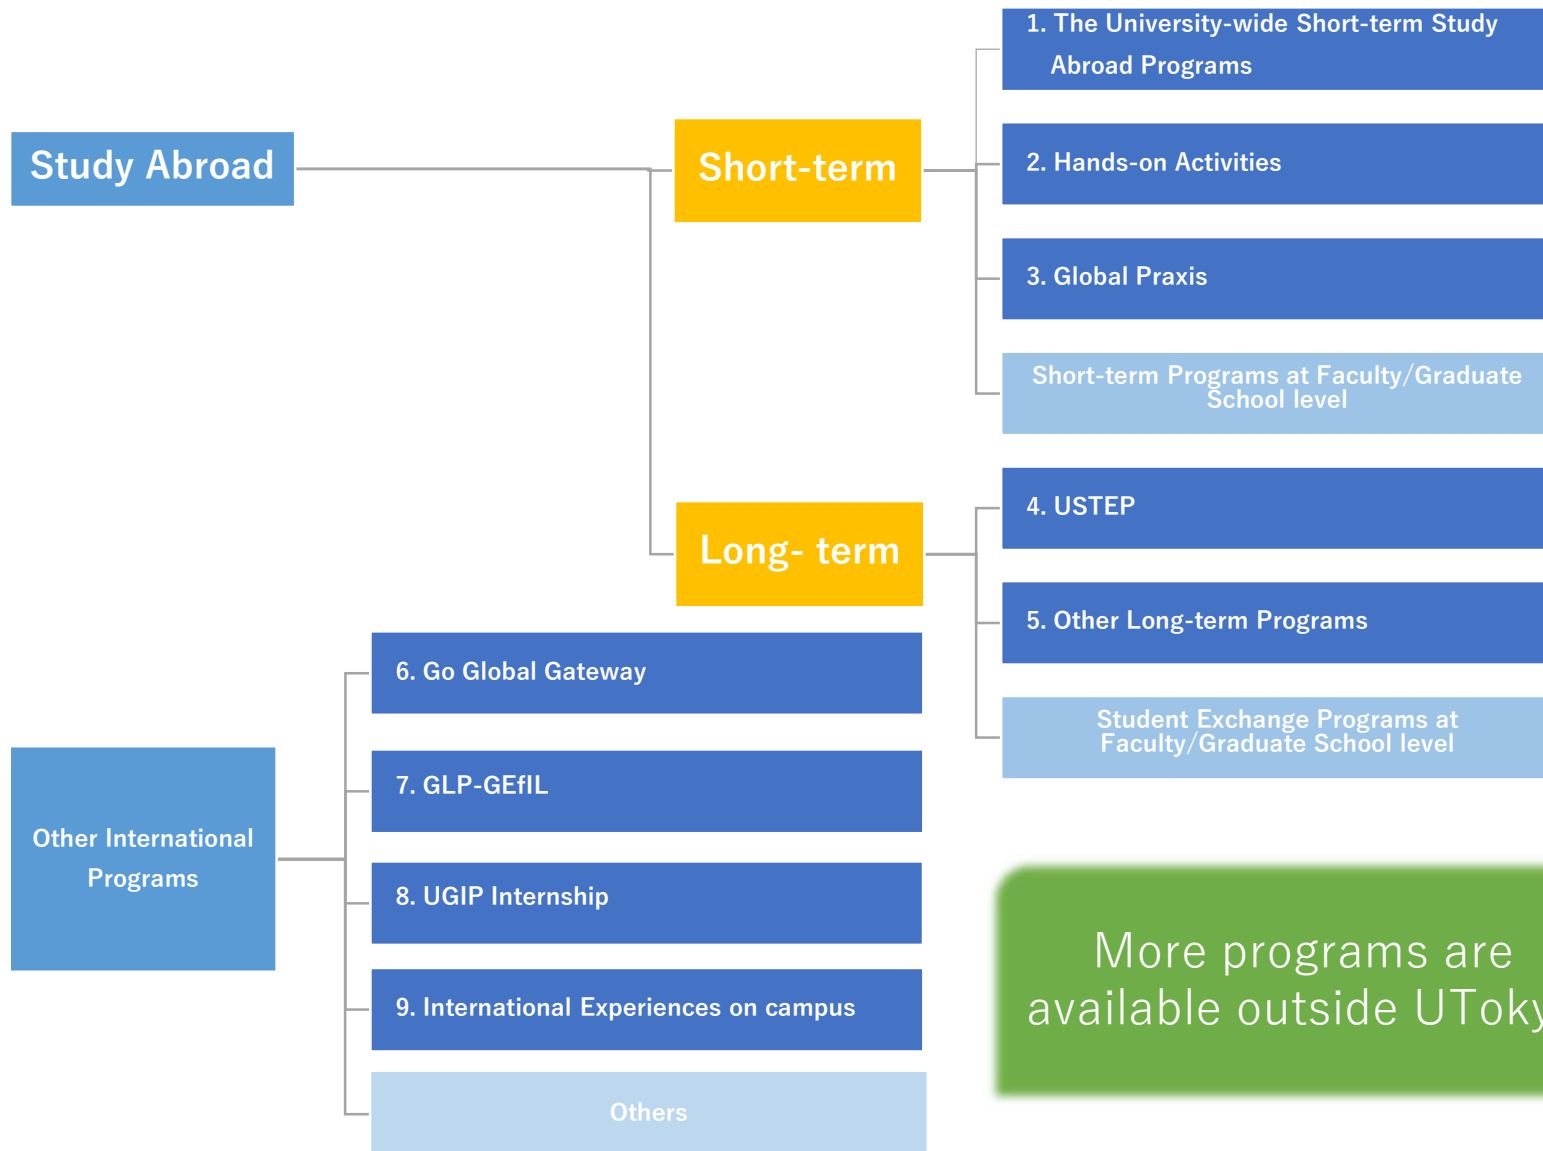 Study Abroad
Short-term
1. The University-wide Short-term Study
Abroad Programs
2. Hands-on Activities
3. Global Praxis
Short-term Programs at Faculty/Graduate
School level
Long- term
4. USTEP
5. Other Long-term Programs
Student Exchange Programs at
Faculty/Graduate School level
Other International
Programs
6. Go Global Gateway
7. GLP-GEfIL
8. UGIP Internship
9. International Experiences on campus
Others
More programs are
available outside UToky